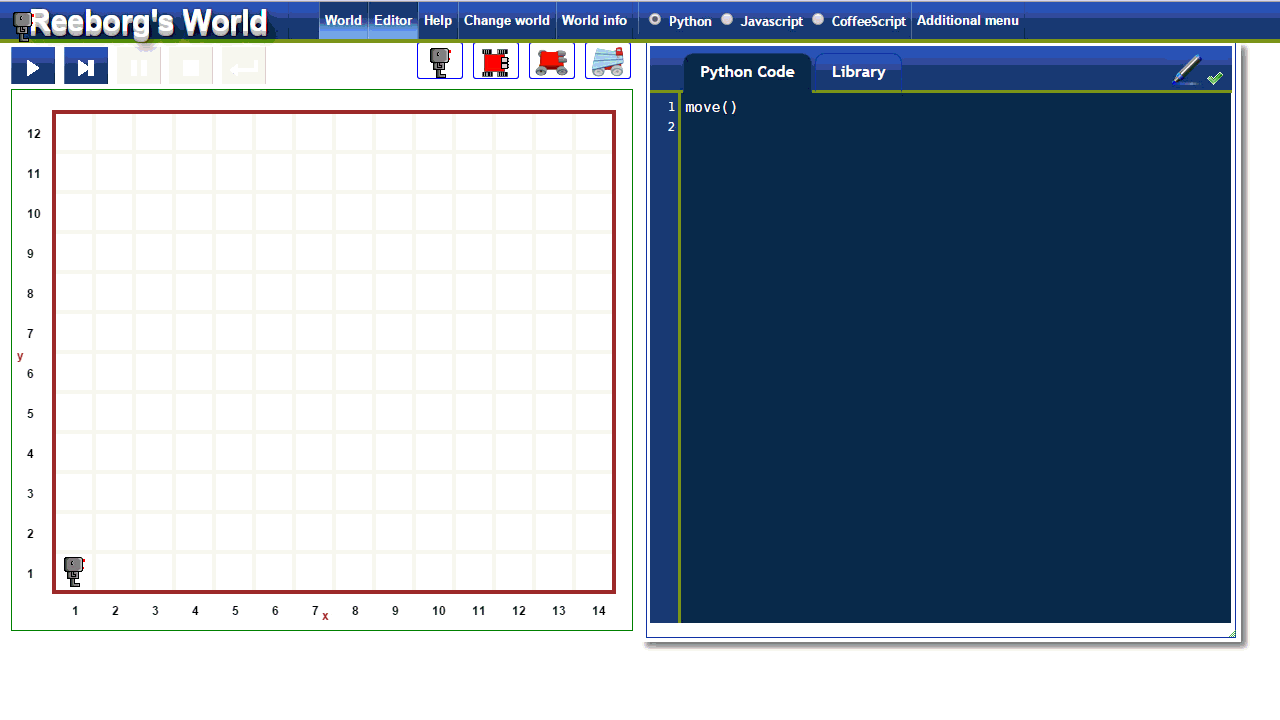 Reeborg's World World Editor Help Change world World info Python Javascript CoffeeScript Additional menu
Python Code Library
1 move()
2
12
11
10
9
8
7
y
6
5
4
3
2
1
1 2 3 4 5 6 7 x 8 9 10 11 12 13 14